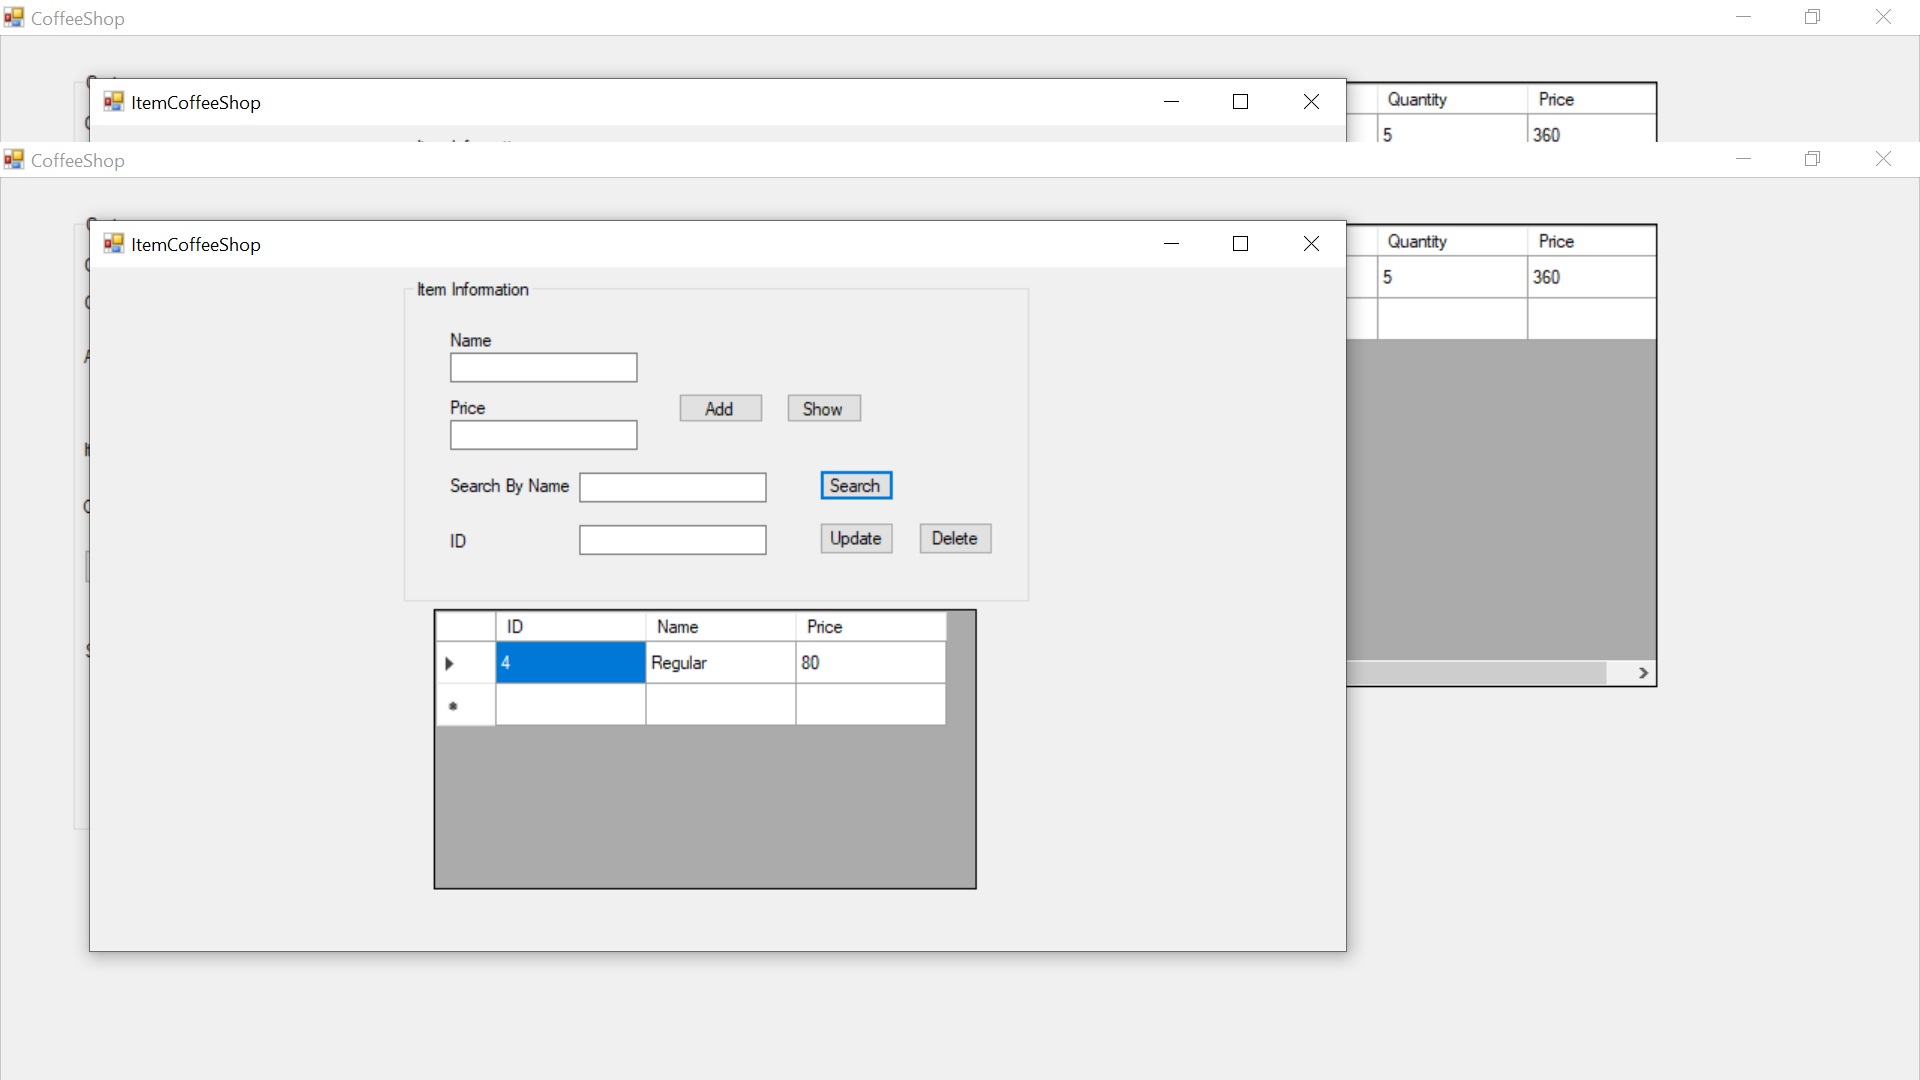 CoffeeShop
ItemCoffeeShop
Quantity Price
5 360
CoffeeShop
ItemCoffeeShop
Quantity Price
5 360
Item Information
Name
Price
Add Show
Search By Name Search
ID Update Delete
ID Name Price
4 Regular 80